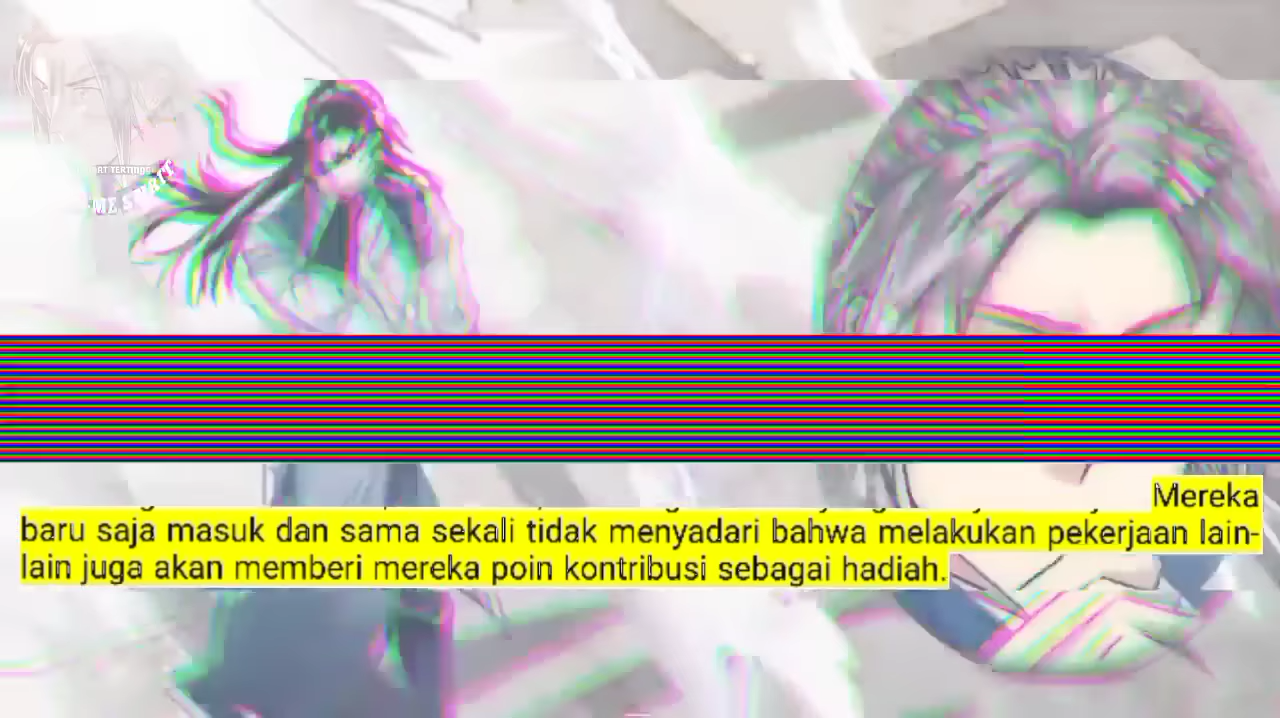 Mereka
baru saja masuk dan sama sekali tidak menyadari bahwa melakukan pekerjaan lain-
lain juga akan memberi mereka poin kontribusi sebagai hadiah.